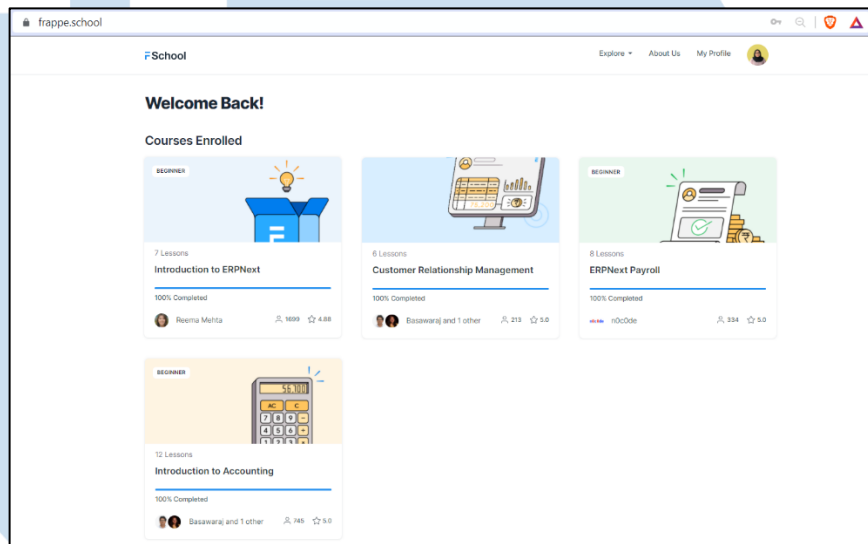 frappe.school
School
Explore
About Us
My Profile
Welcome Back!
Courses Enrolled
BEGINNER
7 Lessons
Introduction to ERPNext
100% Completed
Reema Mehta
1699
4.88
6 Lessons
Customer Relationship Management
100% Completed
Basawaraj and 1 other
213
5.0
BEGINNER
8 Lessons
ERPNext Payroll
100% Completed
n0c0de
334
5.0
BEGINNER
56,700
AC C
7 8 9 −
4 5 6 +
1 2 3
12 Lessons
Introduction to Accounting
100% Completed
Basawaraj and 1 other
745
5.0